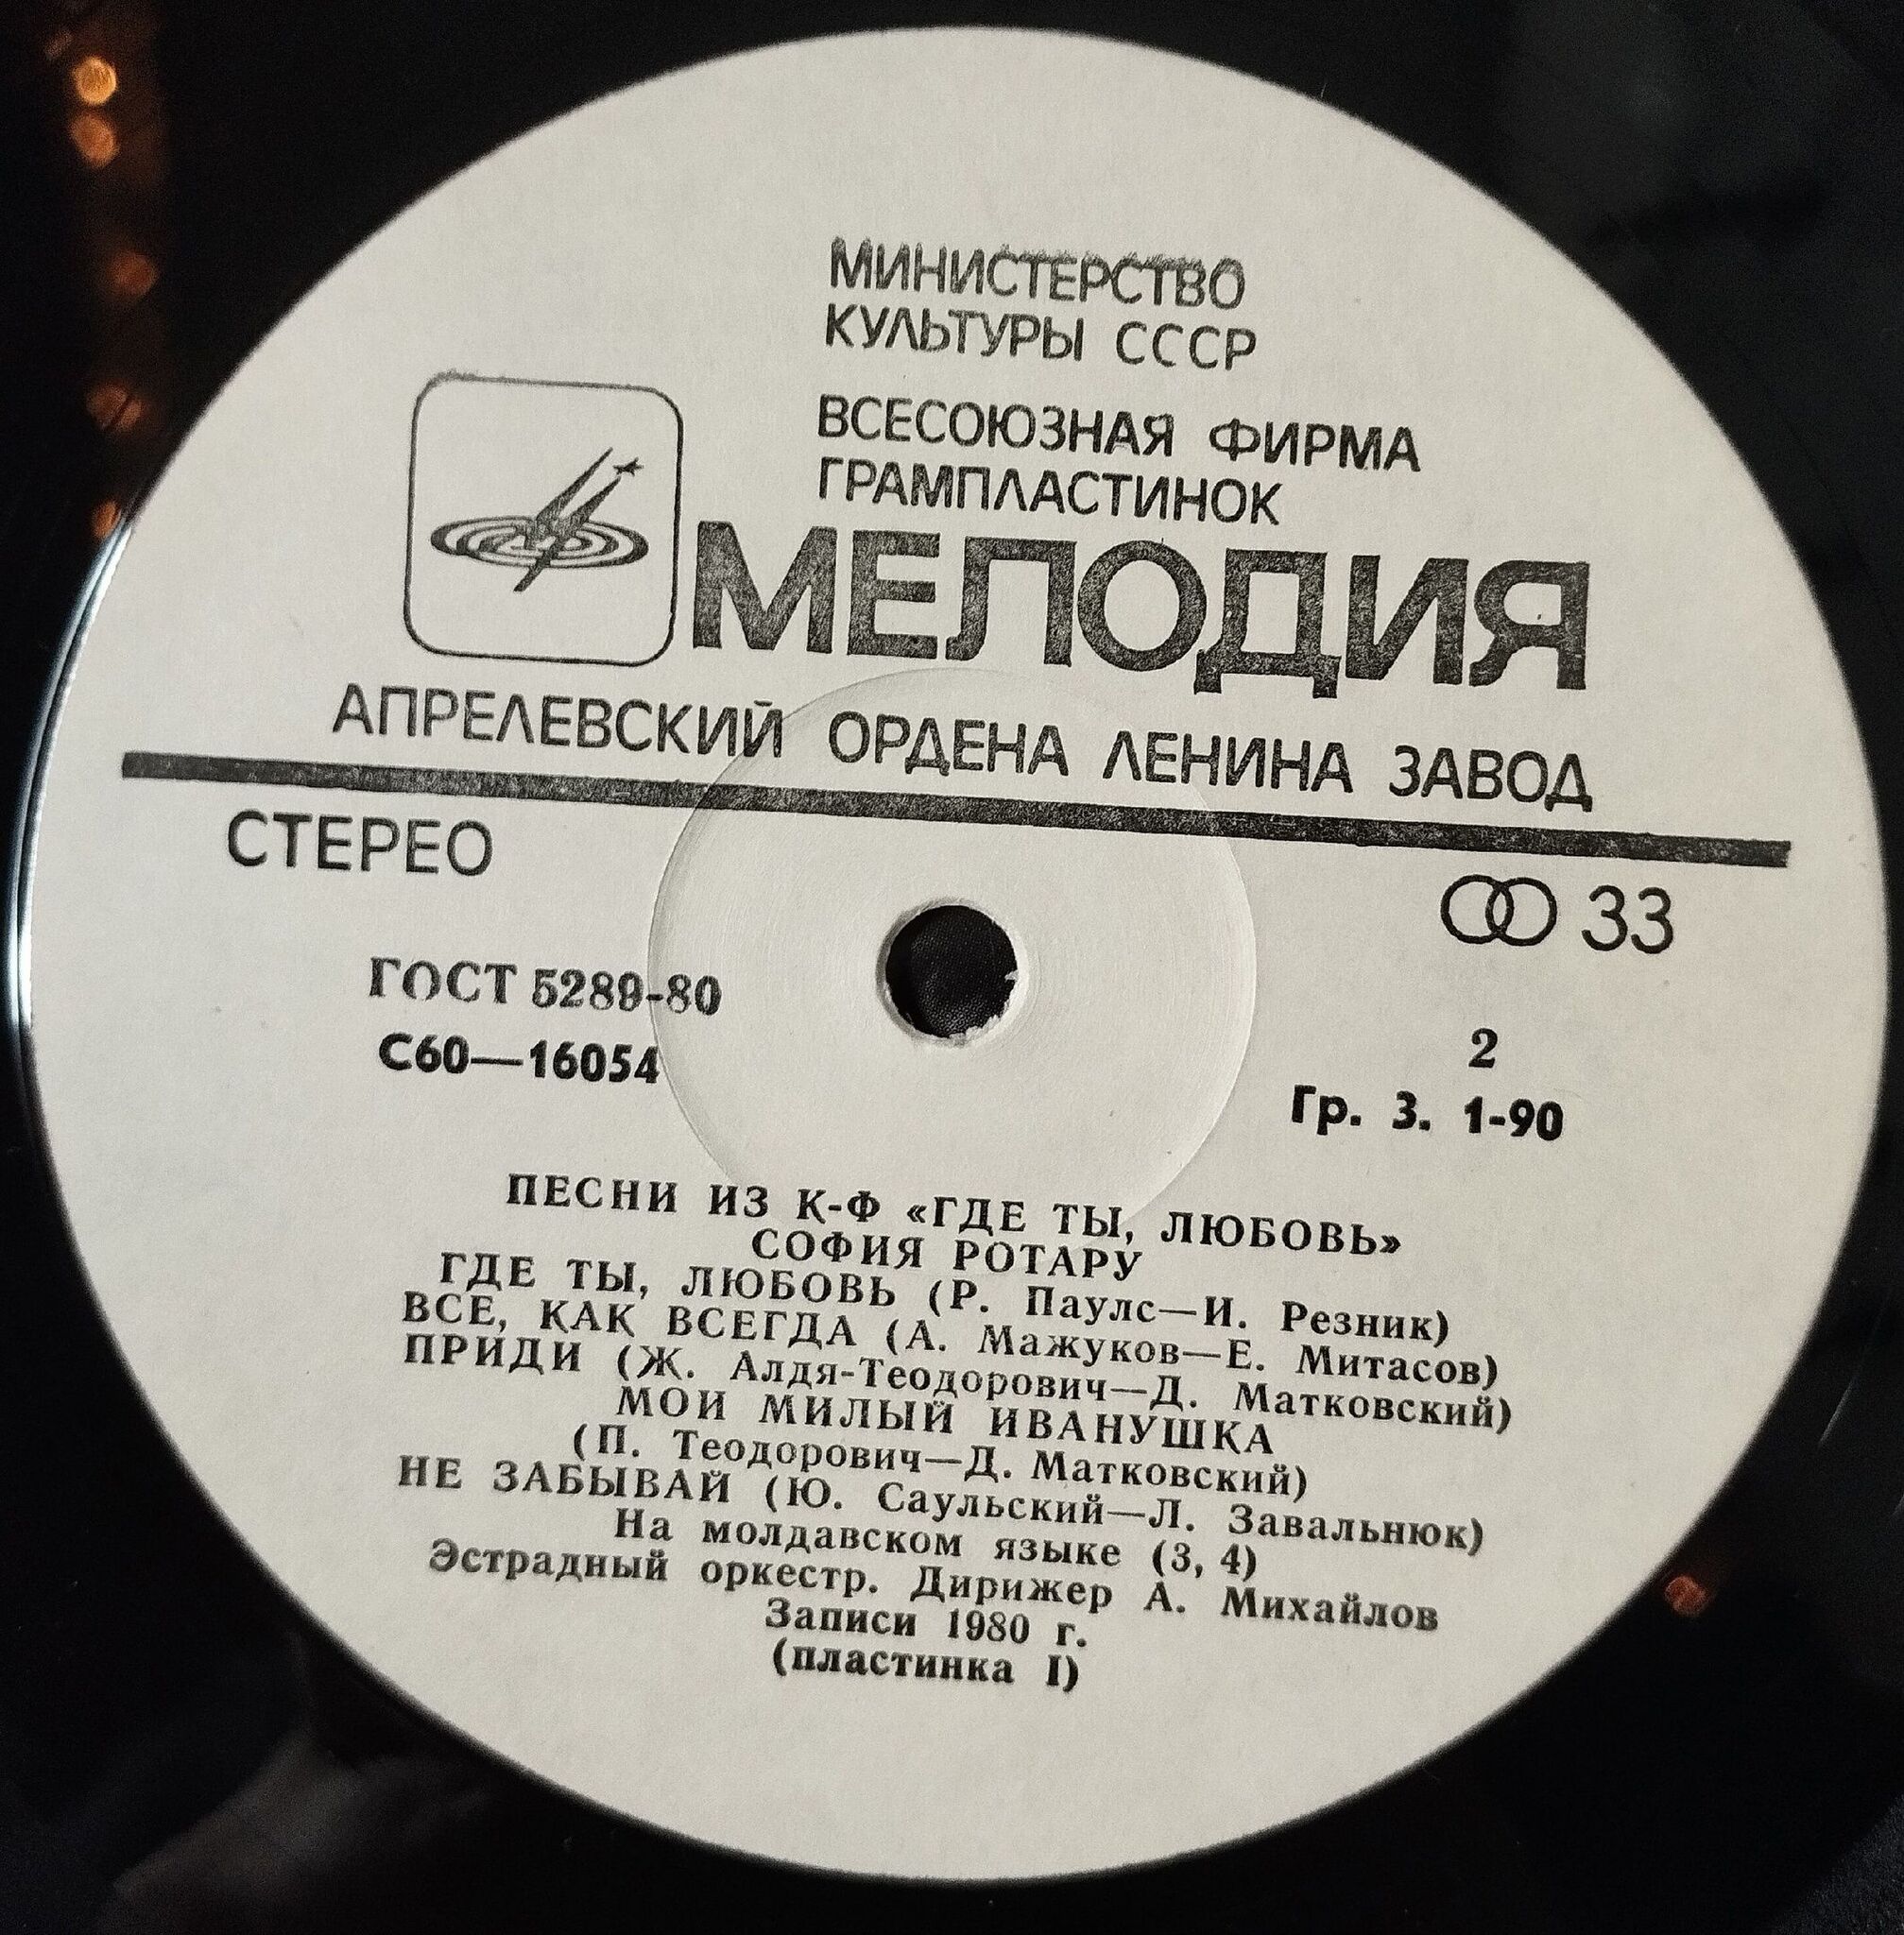 МИНИСТЕРСТВО
КУЛЬТУРЫ СССР
ВСЕСОЮЗНАЯ ФИРМА
ГРАМПЛАСТИНОК
МЕЛОДИЯ
АПРЕЛЕВСКИЙ ОРДЕНА ЛЕНИНА ЗАВОД
СТЕРЕО
33
ГОСТ 5289-80
С60—16054
2
Гр. 3. 1-90
ПЕСНИ ИЗ К-Ф «ГДЕ ТЫ, ЛЮБОВЬ»
СОФИЯ РОТАРУ
ГДЕ ТЫ, ЛЮБОВЬ (Р. Паулс—И. Резник)
ВСЕ, КАК ВСЕГДА (А. Мажуков—Е. Митасов)
ПРИДИ (Ж. Алдя-Теодорович—Д. Матковский)
МОИ МИЛЫЙ ИВАНУШКА
(П. Теодорович—Д. Матковский)
НЕ ЗАБЫВАЙ (Ю. Саульский—Л. Завальнюк)
На молдавском языке (3, 4)
Эстрадный оркестр. Дирижер А. Михайлов
Записи 1980 г.
(пластинка I)